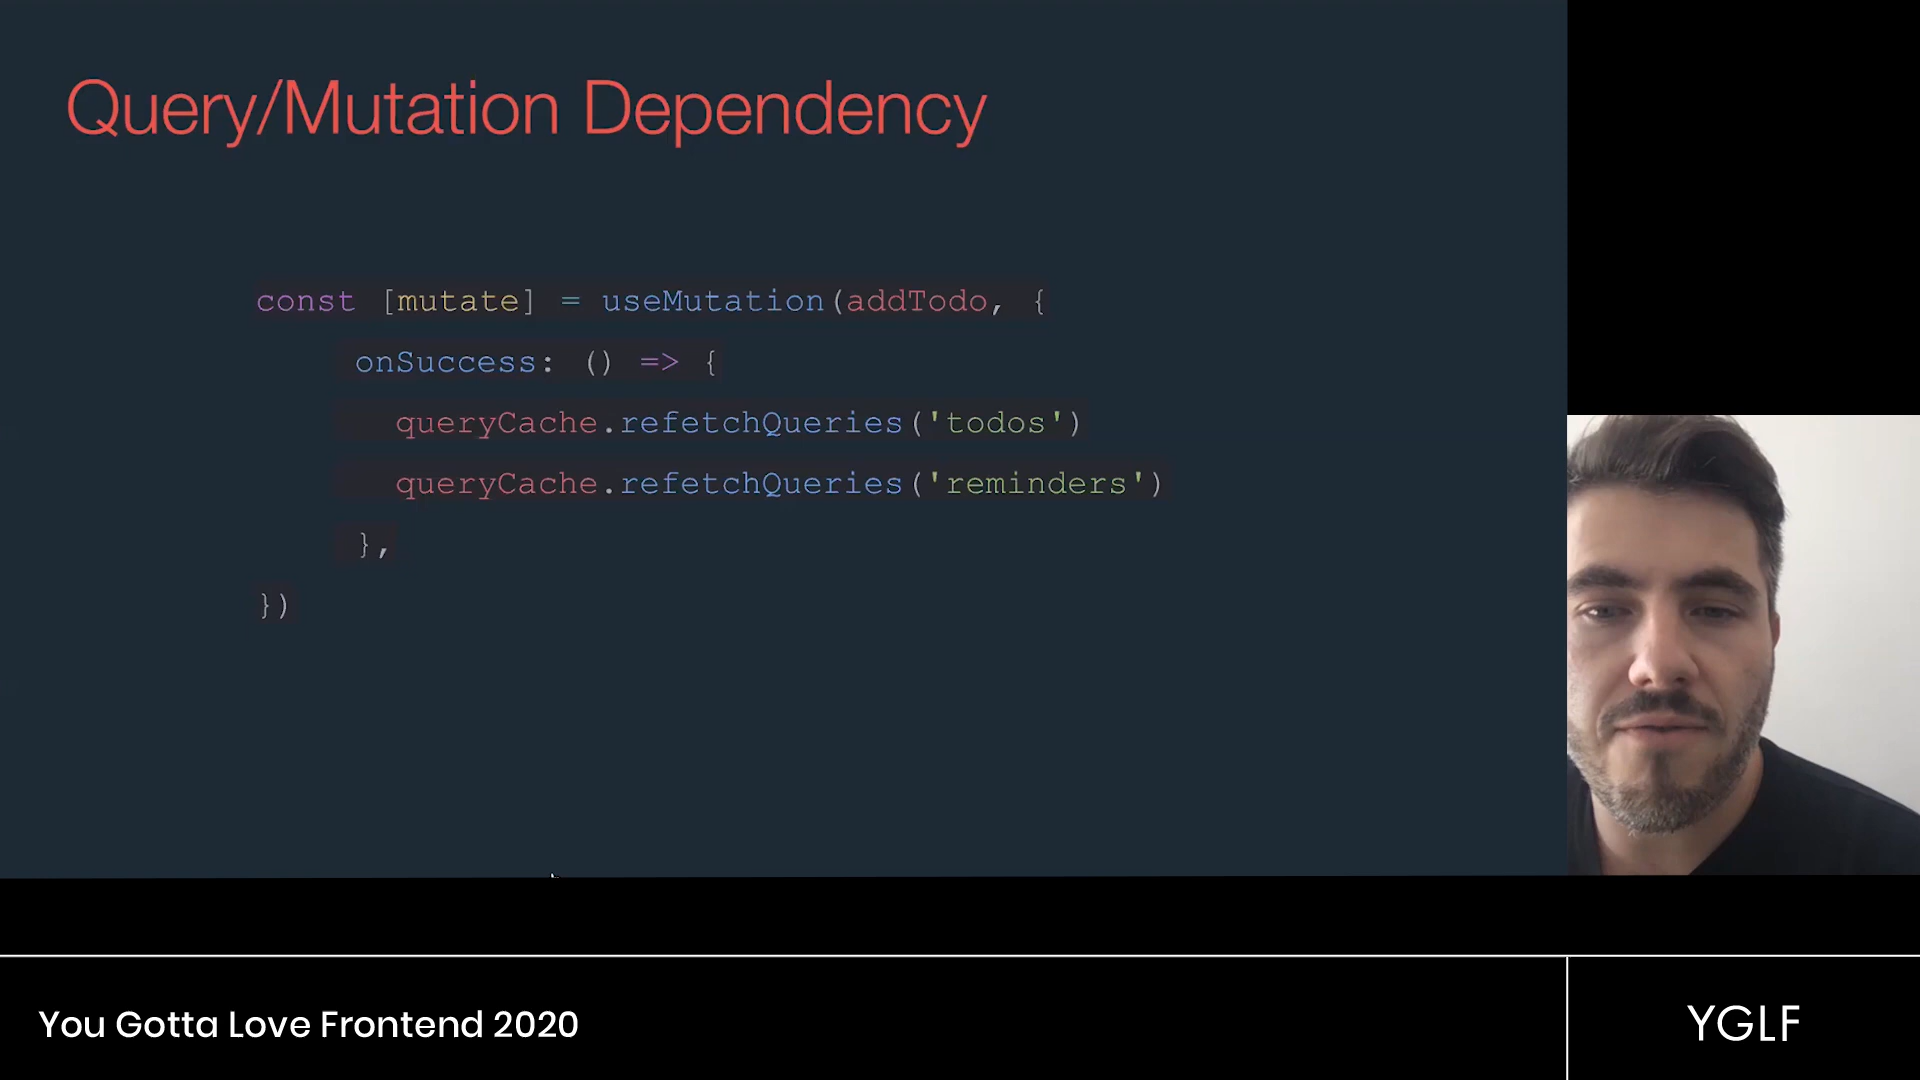 Query/Mutation Dependency
const [mutate] = useMutation(addTodo, {
onSuccess: () => {
queryCache.refetchQueries('todos')
queryCache.refetchQueries('reminders')
},
})
You Gotta Love Frontend 2020
YGLF